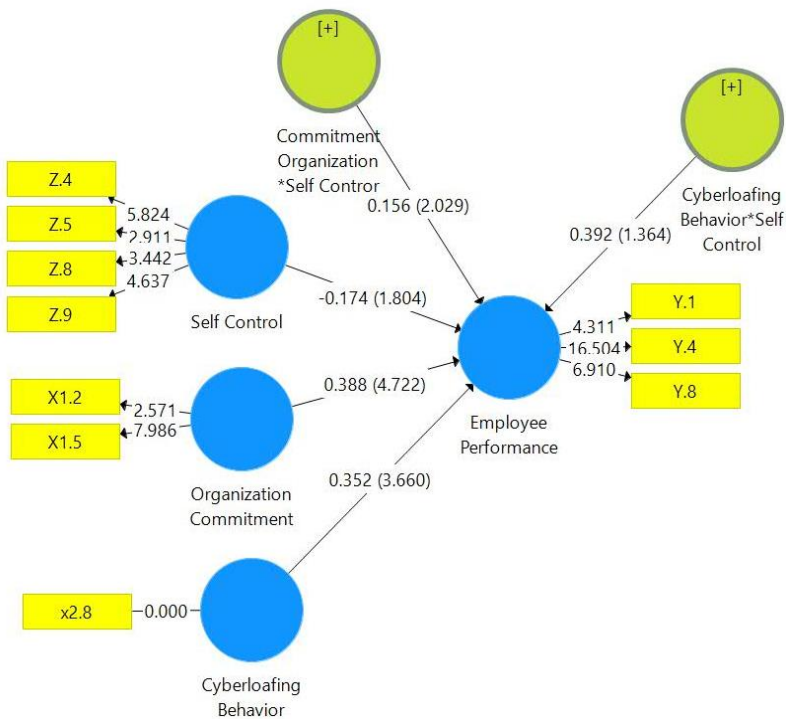 [+]
Commitment
Organization
*Self Contror
[+]
Cyberloafing
Behavior*Self
Control
0.156 (2.029)
0.392 (1.364)
Z.4
Z.5
Z.8
Z.9
5.824
2.911
3.442
4.637
Self Control
-0.174 (1.804)
Y.1
Y.4
Y.8
4.311
16.504
6.910
Employee
Performance
X1.2
X1.5
2.571
7.986
Organization
Commitment
0.388 (4.722)
0.352 (3.660)
x2.8
0.000
Cyberloafing
Behavior